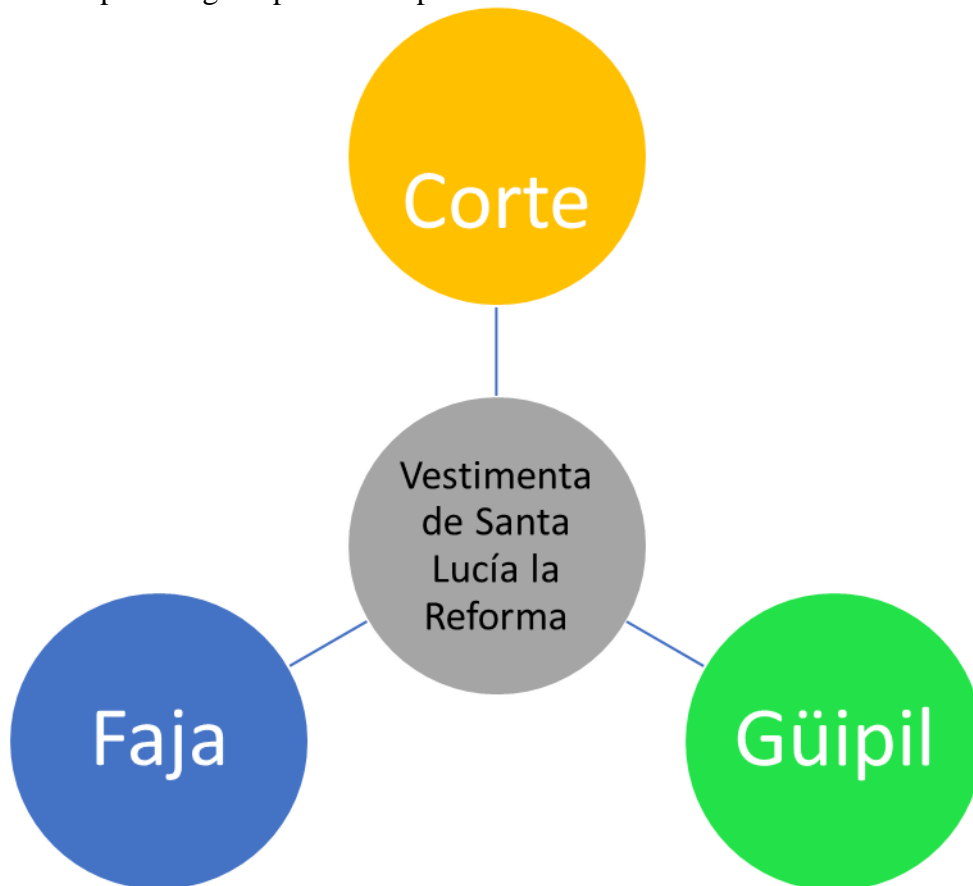 Corte
Vestimenta
de Santa
Lucía la
Reforma
Faja
Güipil